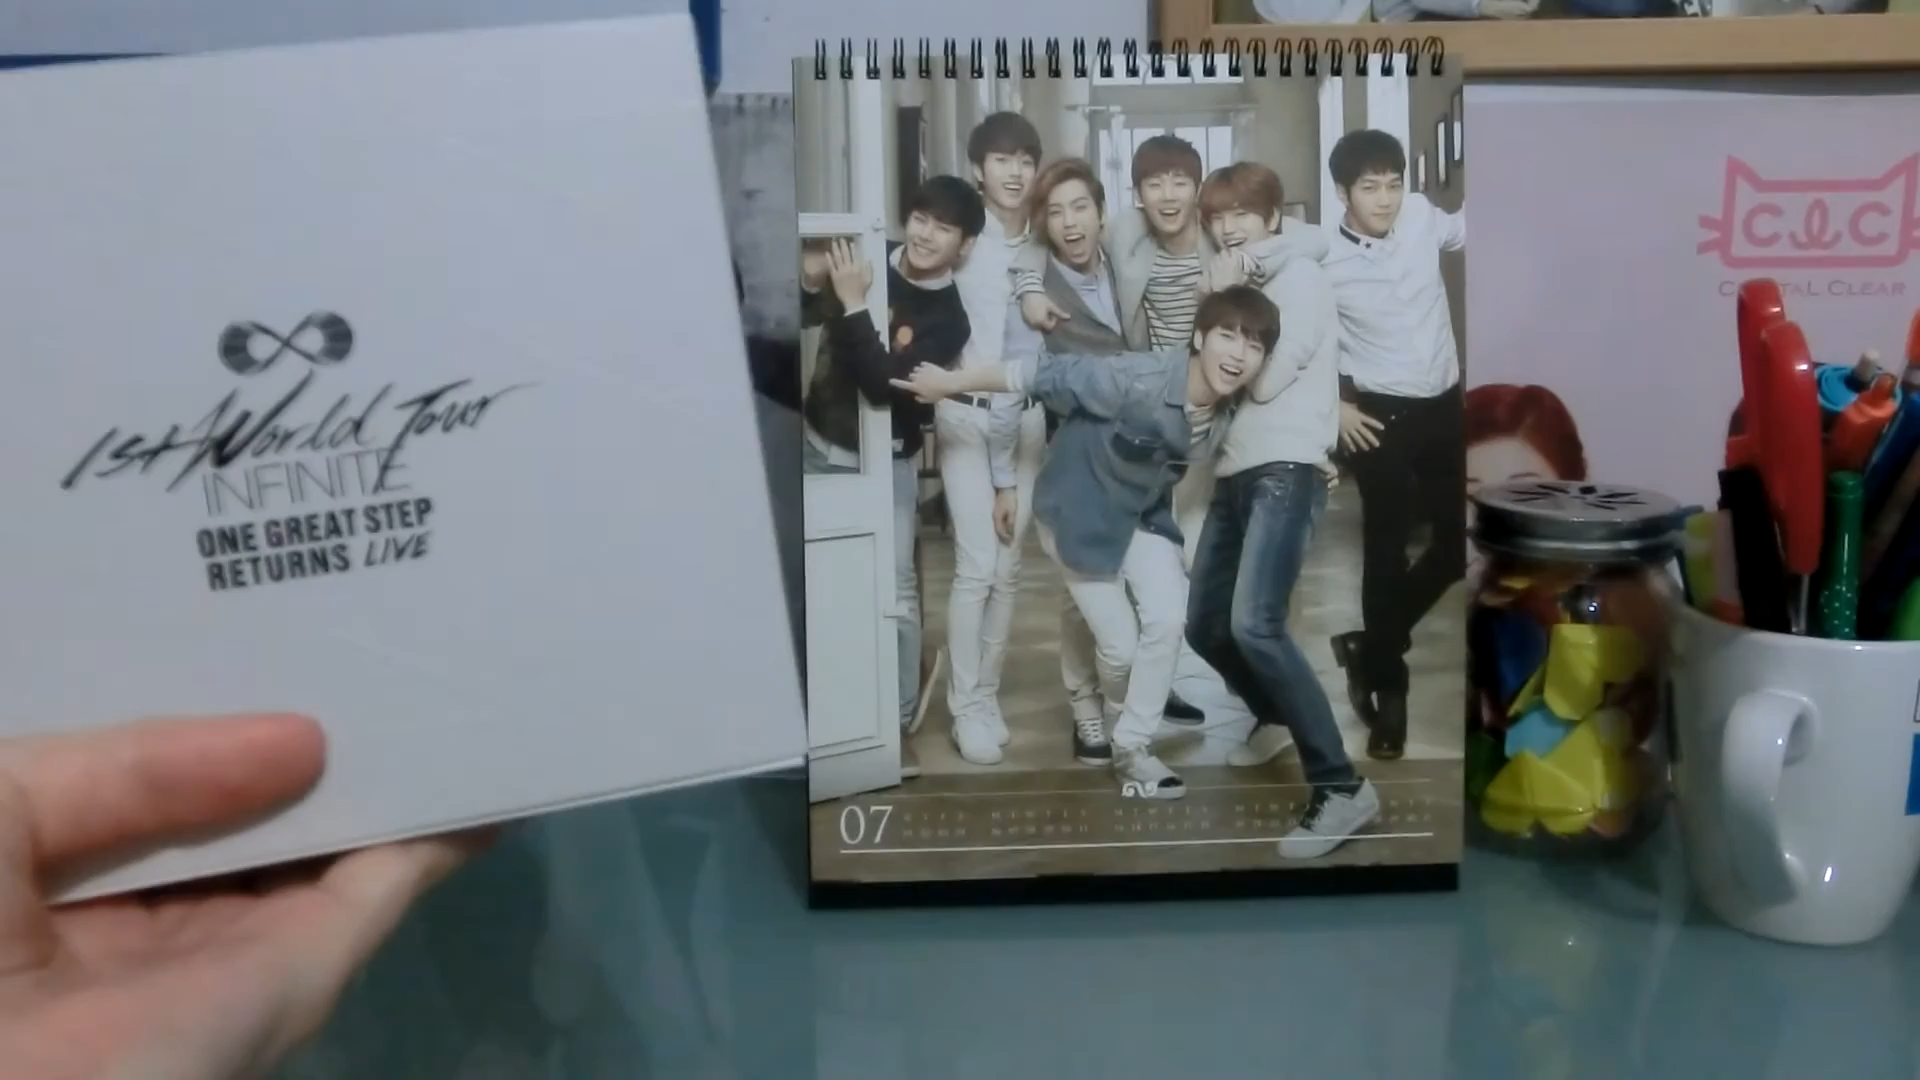 1st World Tour
INFINITE
ONE GREAT STEP
RETURNS LIVE
07
CLC
CRYSTAL CLEAR